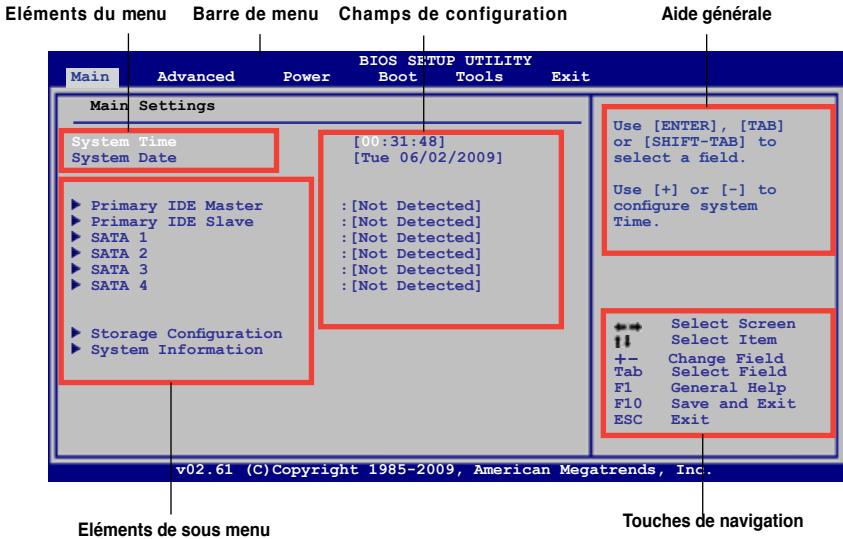 Eléments du menu Barre de menu Champs de configuration Aide générale
BIOS SETUP UTILITY
Main Advanced Power Boot Tools Exit
Main Settings
System Time [00:31:48]
System Date [Tue 06/02/2009]
Primary IDE Master :[Not Detected]
Primary IDE Slave :[Not Detected]
SATA 1 :[Not Detected]
SATA 2 :[Not Detected]
SATA 3 :[Not Detected]
SATA 4 :[Not Detected]
Storage Configuration
System Information
Use [ENTER], [TAB]
or [SHIFT-TAB] to
select a field.
Use [+] or [-] to
configure system
Time.
Select Screen
Select Item
+- Change Field
Tab Select Field
F1 General Help
F10 Save and Exit
ESC Exit
v02.61 (C)Copyright 1985-2009, American Megatrends, Inc.
Eléments de sous menu
Touches de navigation